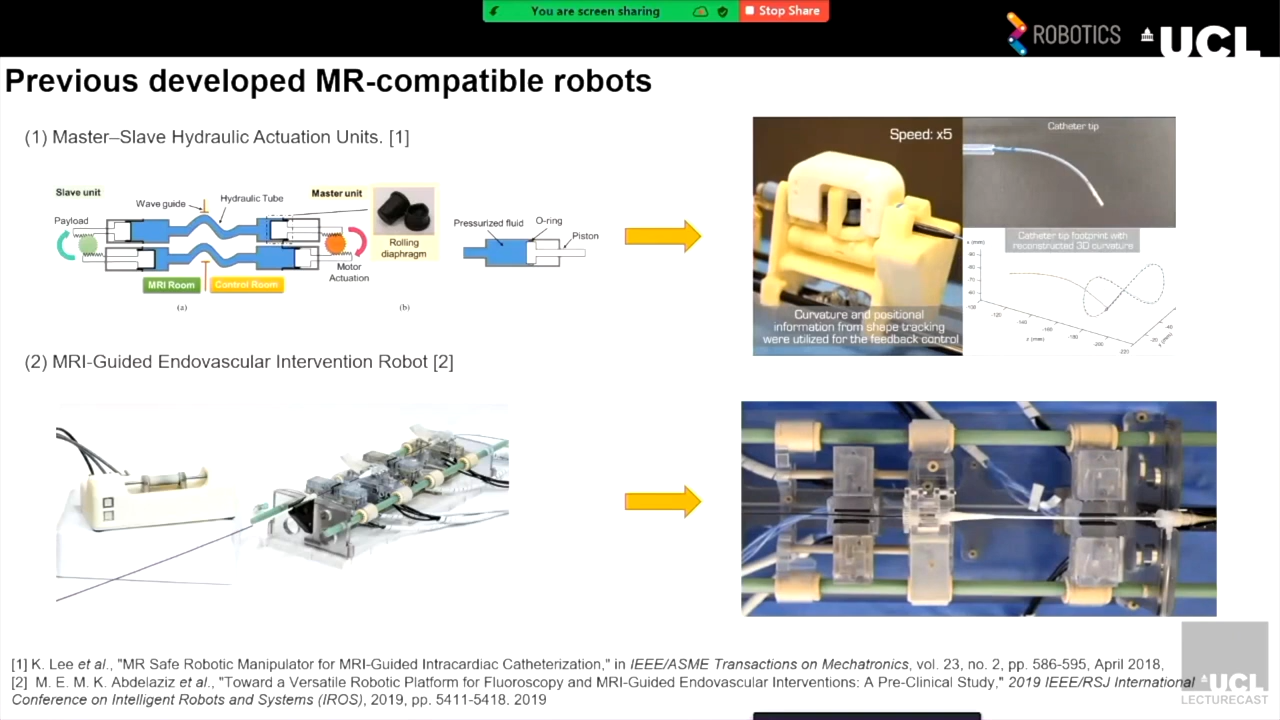 You are screen sharing
Stop Share
ROBOTICS
UCL
Previous developed MR-compatible robots
(1) Master–Slave Hydraulic Actuation Units. [1]
Slave unit
Wave guide
Hydraulic Tube
Master unit
Payload
Rolling
diaphragm
Motor
Actuation
MRI Room
Control Room
(a)
(b)
Pressurized fluid
O-ring
Piston
Speed: x5
Curvature and positional
information from shape tracking
were utilized for the feedback control
Catheter tip
Catheter tip footprint with
reconstructed 3D curvature
(2) MRI-Guided Endovascular Intervention Robot [2]
[1] K. Lee et al., "MR Safe Robotic Manipulator for MRI-Guided Intracardiac Catheterization," in IEEE/ASME Transactions on Mechatronics, vol. 23, no. 2, pp. 586-595, April 2018,
[2] M. E. M. K. Abdelaziz et al., "Toward a Versatile Robotic Platform for Fluoroscopy and MRI-Guided Endovascular Interventions: A Pre-Clinical Study," 2019 IEEE/RSJ International
Conference on Intelligent Robots and Systems (IROS), 2019, pp. 5411-5418. 2019
UCL
LECTURECAST